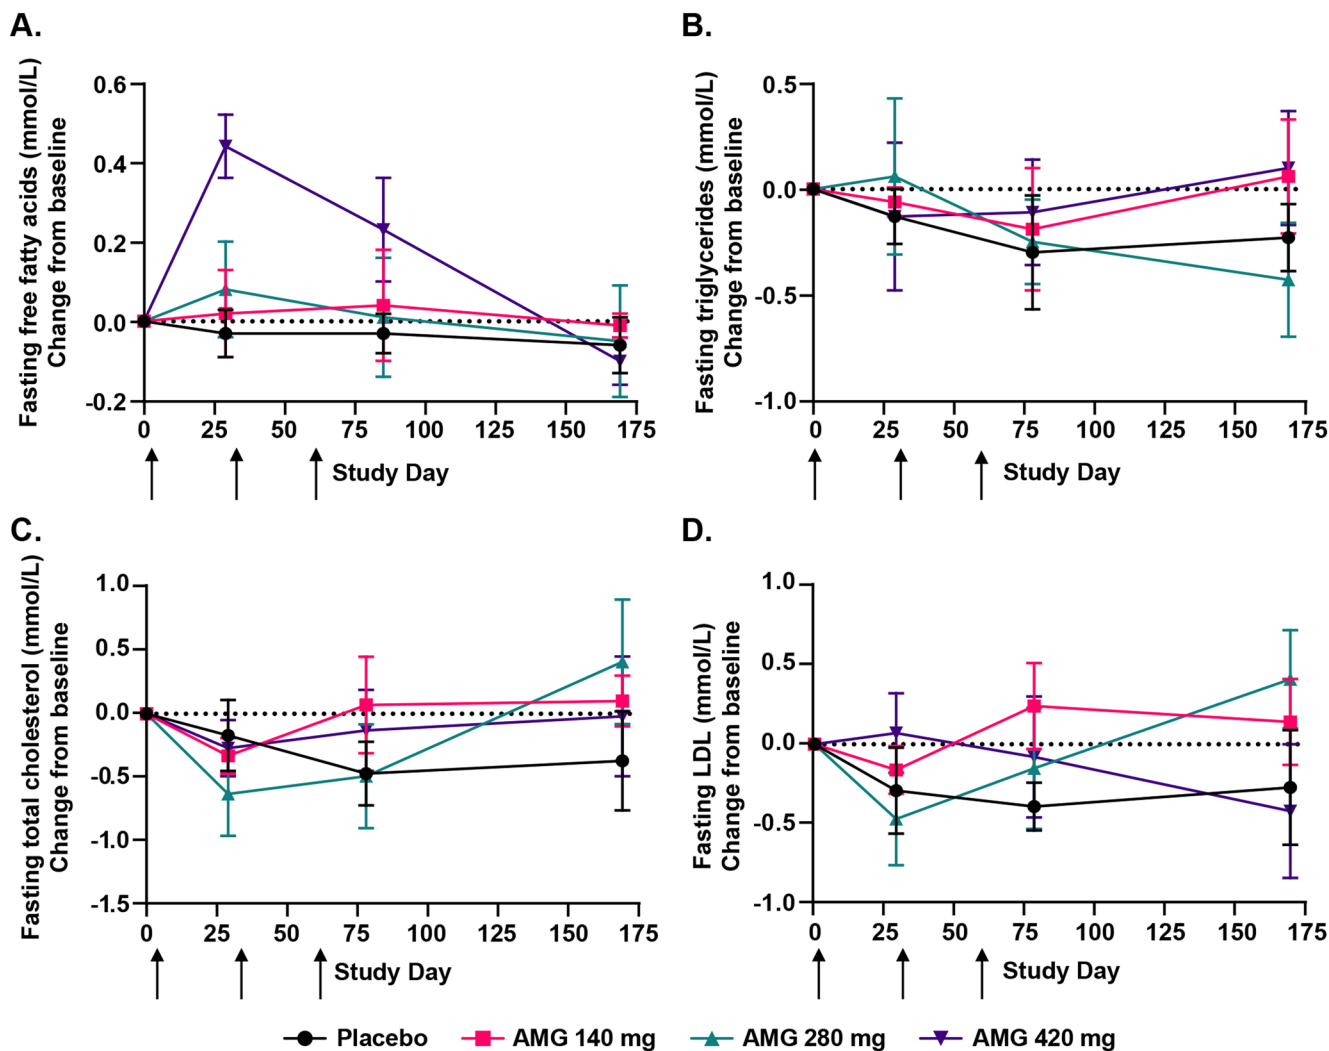 A.
Fasting free fatty acids (mmol/L)
Change from baseline
0.6
0.4
0.2
0.0
-0.2
0 25 50 75 100 125 150 175
Study Day
B.
Fasting triglycerides (mmol/L)
Change from baseline
0.5
0.0
-0.5
-1.0
0 25 50 75 100 125 150 175
Study Day
C.
Fasting total cholesterol (mmol/L)
Change from baseline
1.0
0.5
0.0
-0.5
-1.0
-1.5
0 25 50 75 100 125 150 175
Study Day
D.
Fasting LDL (mmol/L)
Change from baseline
1.0
0.5
0.0
-0.5
-1.0
0 25 50 75 100 125 150 175
Study Day
Placebo AMG 140 mg AMG 280 mg AMG 420 mg